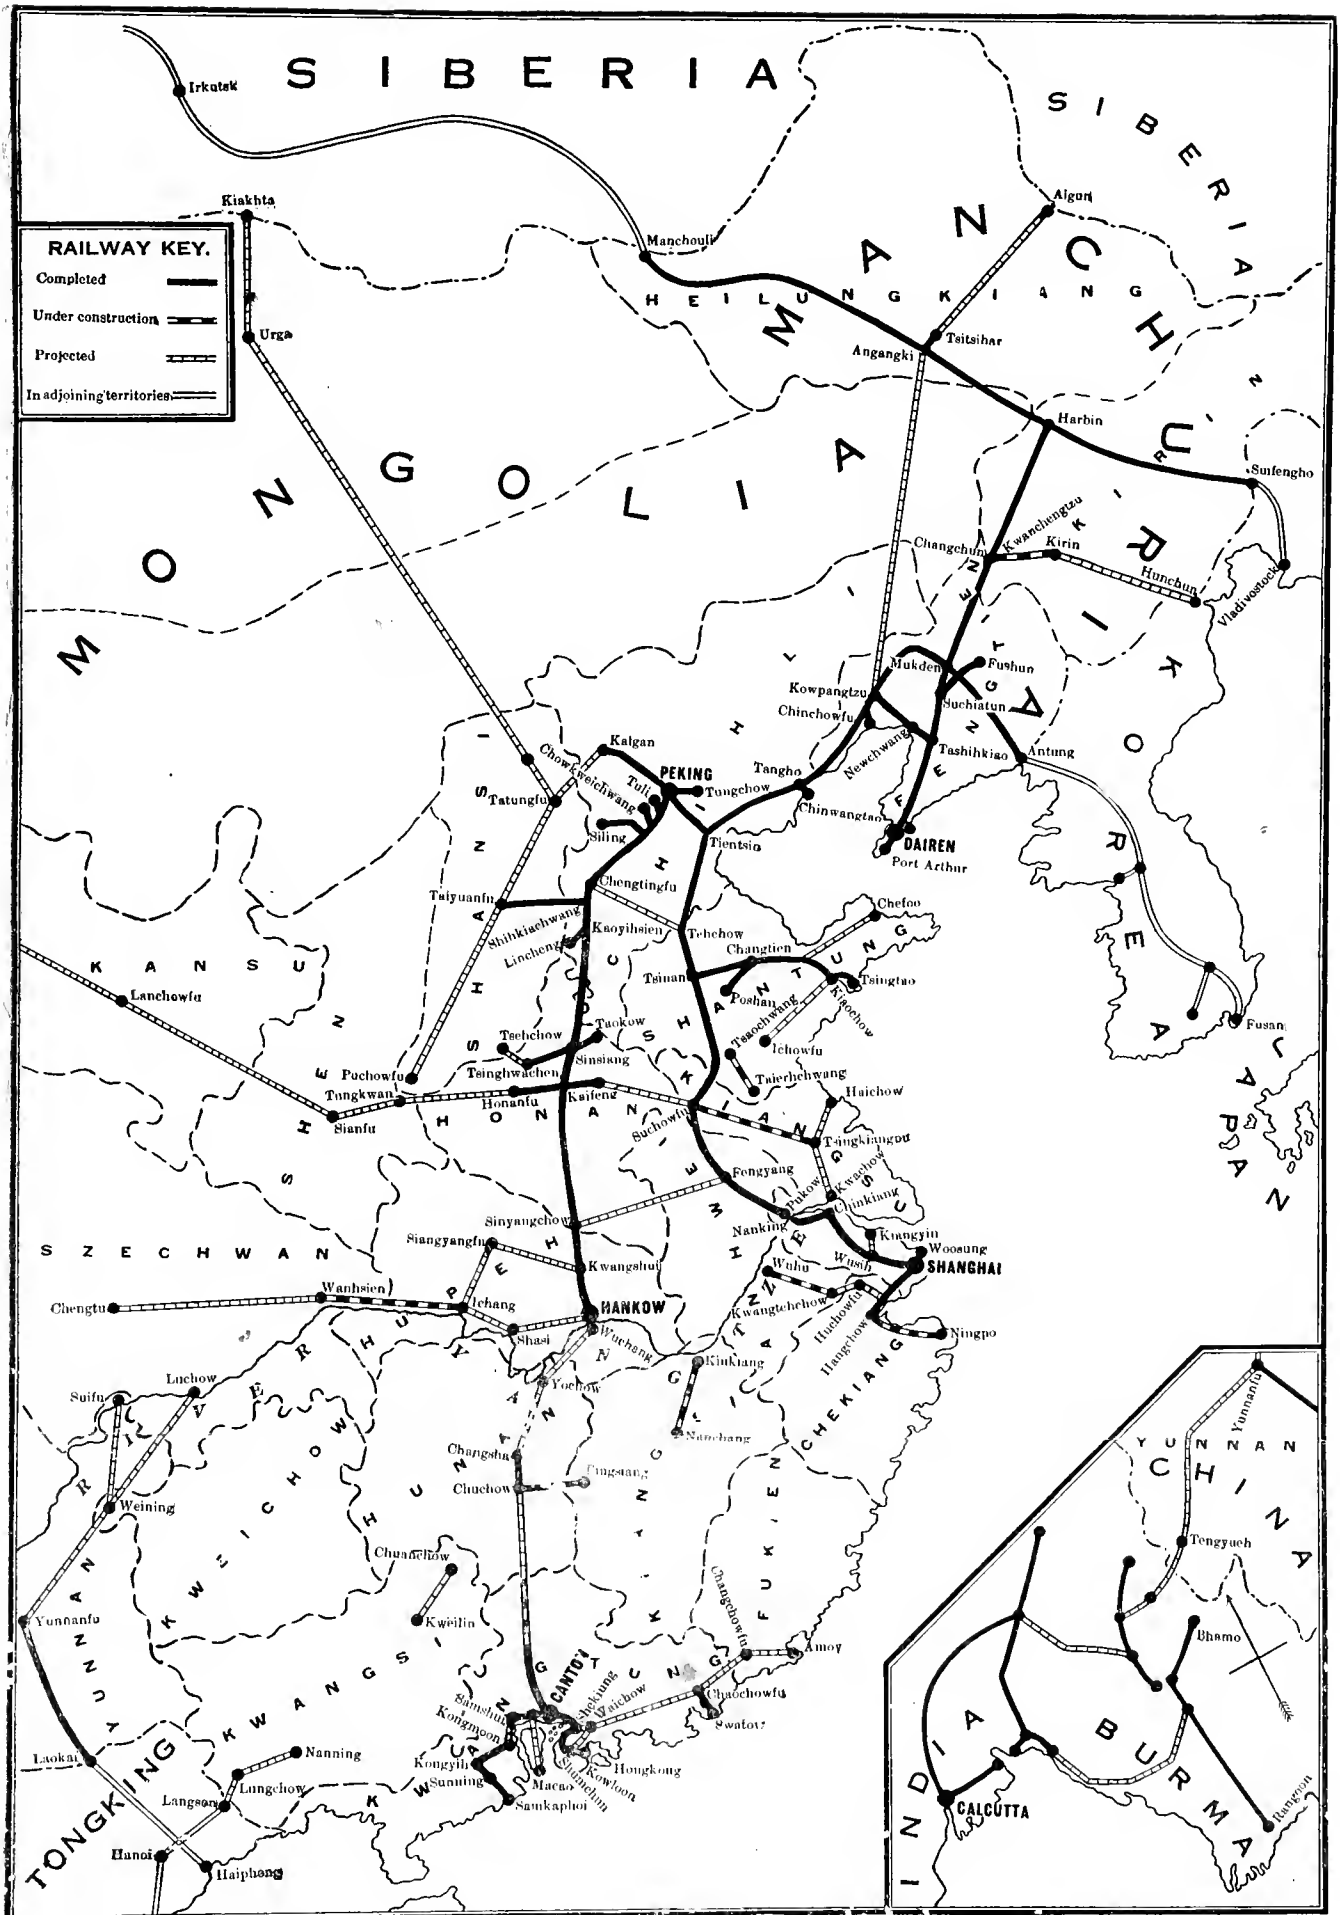 SIBERIA
SIBERIA
Irkutsk
Kiakhta
Aigun
Manchouli
MANCHURIA
HEILUNGKIANG
RAILWAY KEY.
Completed
Under construction
Projected
In adjoining territories
Urga
Tsitsihar
Angangki
Harbin
Suifengho
MONGOLIA
KIRIN
Kwanchengtzu
Changchun
Kirin
Hunchun
Vladivostock
FENGTIEN
Mukden
Fushun
Kowpangtzu
Suchiatun
Chinchowfu
Newchwang
Tashihkiao
Antung
KOREA
Kalgan
Chowkweichwang
PEKING
Tuli
Tungchow
Tangho
Tatungfu
Chinwangtao
Siling
Tientsin
DAIREN
Port Arthur
CHIHLI
SHANSI
Chengtingfu
Taiyuanfu
Shihkiachwang
Kaoyihsien
Lincheng
Tehchow
Chefoo
Changtien
SHANTUNG
KANSU
Tsinan
Poshan
Tsingtao
Kiaochow
Lanchowfu
Tsaochwang
Ichowfu
Fusan
JAPAN
SHENSI
Tsehchow
Taokow
Sinsiang
Tsinghwachen
Taierhchwang
Puchowfu
Tungkwan
Honanfu
Kaifeng
Haichow
Sianfu
HONAN
Suchowfu
KIANGSU
Tsingkiangpu
Kwachow
Fengyang
Pukow
Chinkiang
Sinyangchow
Nanking
Kiangyin
Woosung
SZECHWAN
Siangyangfu
Kwangshui
Wuhu
Wusih
SHANGHAI
HUPEH
Wanhsien
Ichang
HANKOW
Kwangtehchow
Huchowfu
Chengtu
Shasi
Wuchang
Hangchow
Ningpo
YANGTZE
RIVER
Kiukiang
CHEKIANG
Luchow
Suifu
Yochow
Nanchang
Changsha
Chuchow
Pingsiang
Weining
KWEICHOW
HUNAN
KIANGSI
FUKIEN
Chuanchow
Kweilin
Changchowfu
Yunnanfu
YUNNAN
KWANGSI
Amoy
Samshui
CANTON
Shekiung
Waichow
Chaochowfu
Kongmoon
Swatow
KWANGTUNG
Laokai
Nanning
Kongyik
Hongkong
Lungchow
Sunning
Macao
Shumchun
Kowloon
Langson
Samkaphoi
TONGKING
Hanoi
Haiphong
Yunnanfu
YUNNAN
CHINA
Tengyueh
Bhamo
BURMA
INDIA
CALCUTTA
Rangoon